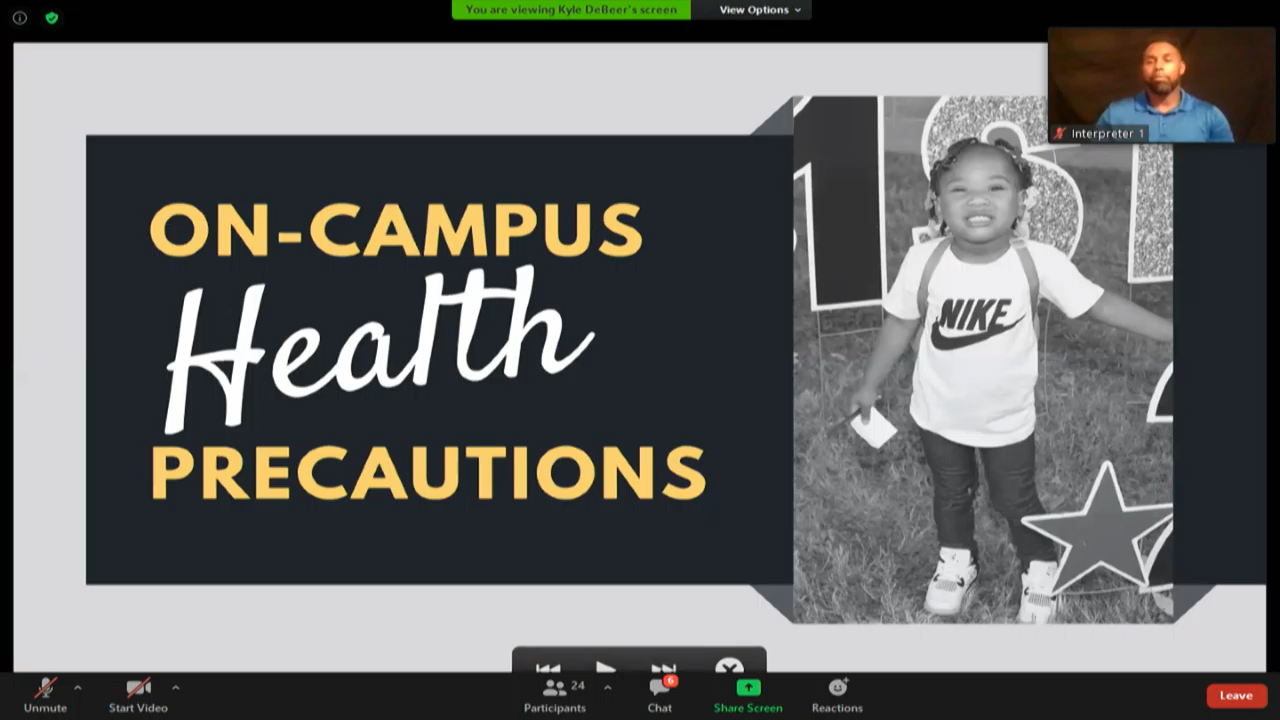 You are viewing Kyle DeBeer's screen
View Options
Interpreter 1
ON-CAMPUS
Health
PRECAUTIONS
NIKE
Unmute
Start Video
Participants
24
Chat
6
Share Screen
Reactions
Leave